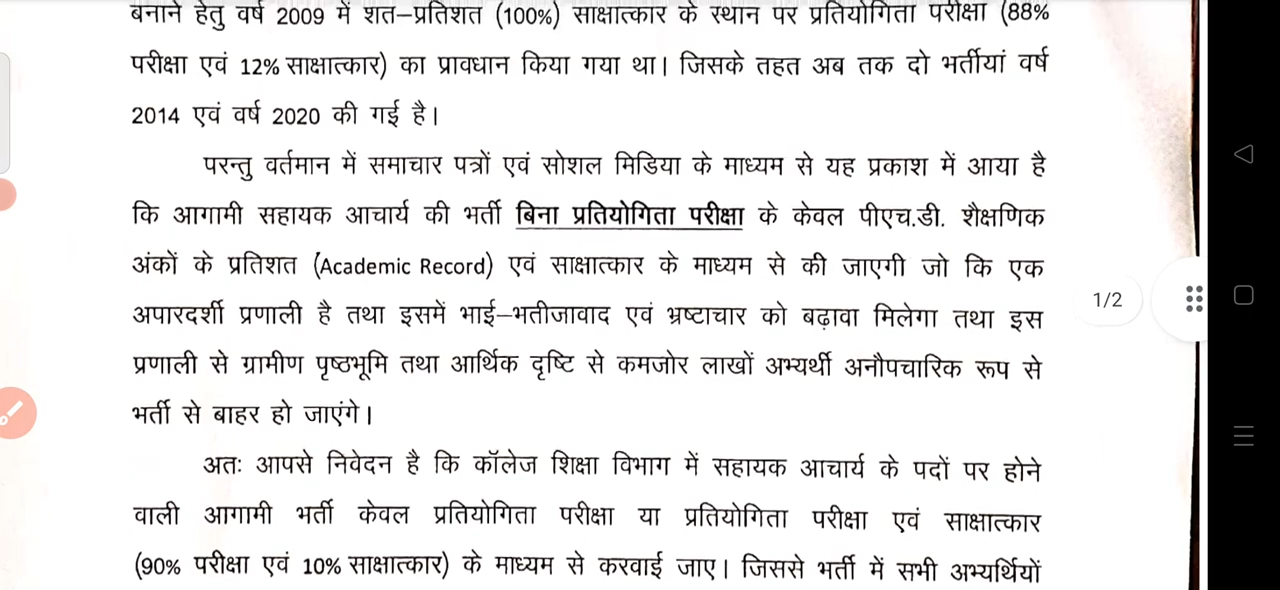 बनाने हेतु वर्ष 2009 में शत–प्रतिशत (100%) साक्षात्कार के स्थान पर प्रतियोगिता परीक्षा (88%
परीक्षा एवं 12% साक्षात्कार) का प्रावधान किया गया था। जिसके तहत अब तक दो भर्तीयां वर्ष
2014 एवं वर्ष 2020 की गई है।
परन्तु वर्तमान में समाचार पत्रों एवं सोशल मिडिया के माध्यम से यह प्रकाश में आया है
कि आगामी सहायक आचार्य की भर्ती बिना प्रतियोगिता परीक्षा के केवल पीएच.डी. शैक्षणिक
अंकों के प्रतिशत (Academic Record) एवं साक्षात्कार के माध्यम से की जाएगी जो कि एक
अपारदर्शी प्रणाली है तथा इसमें भाई–भतीजावाद एवं भ्रष्टाचार को बढ़ावा मिलेगा तथा इस
प्रणाली से ग्रामीण पृष्ठभूमि तथा आर्थिक दृष्टि से कमजोर लाखों अभ्यर्थी अनौपचारिक रूप से
भर्ती से बाहर हो जाएंगे।
अतः आपसे निवेदन है कि कॉलेज शिक्षा विभाग में सहायक आचार्य के पदों पर होने
वाली आगामी भर्ती केवल प्रतियोगिता परीक्षा या प्रतियोगिता परीक्षा एवं साक्षात्कार
(90% परीक्षा एवं 10% साक्षात्कार) के माध्यम से करवाई जाए। जिससे भर्ती में सभी अभ्यर्थियों
1/2